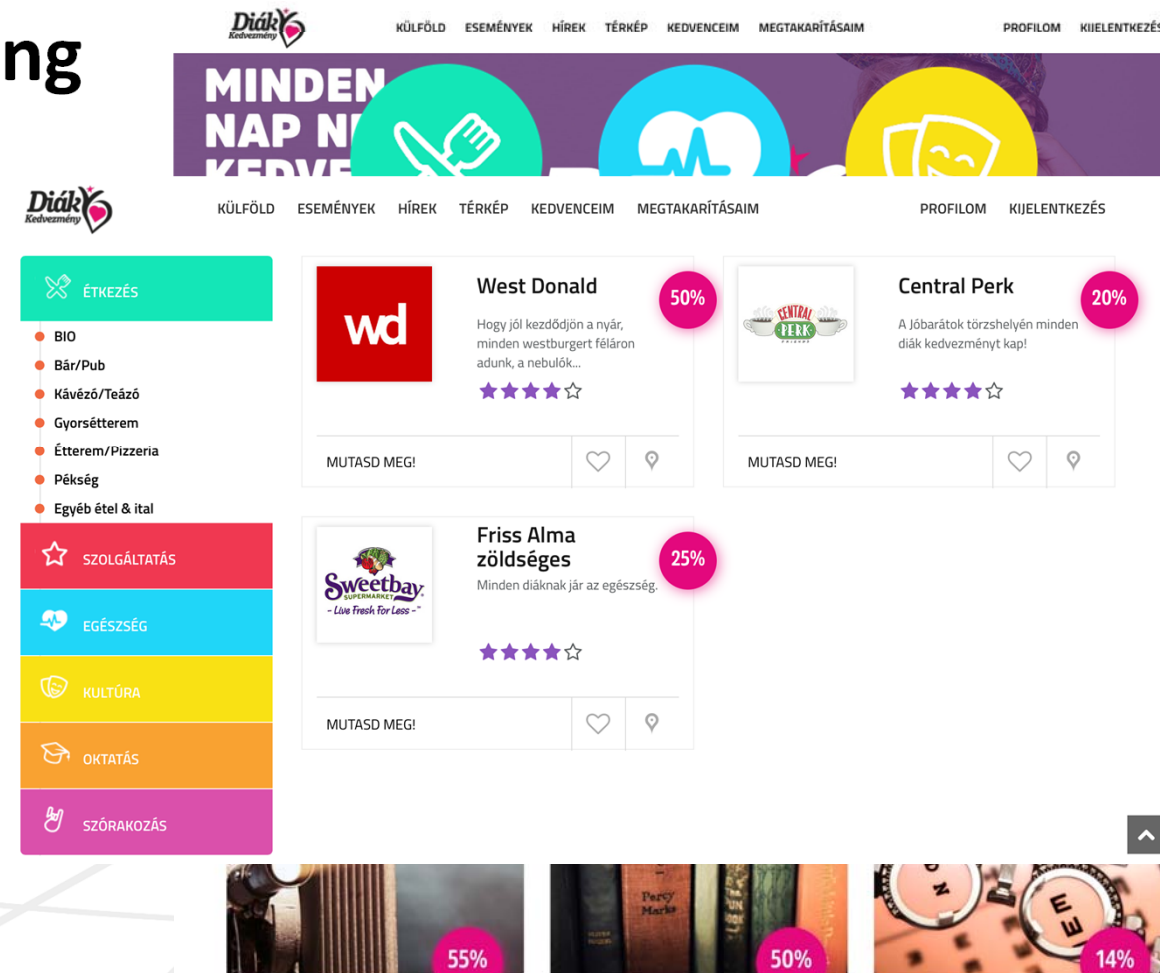 ng
Diák
Kedvezmény
KÜLFÖLD ESEMÉNYEK HÍREK TÉRKÉP KEDVENCEIM MEGTAKARÍTÁSAIM PROFILOM KIJELENTKEZÉS
MINDEN
NAP N
KEDVE
Diák
Kedvezmény
KÜLFÖLD ESEMÉNYEK HÍREK TÉRKÉP KEDVENCEIM MEGTAKARÍTÁSAIM PROFILOM KIJELENTKEZÉS
ÉTKEZÉS
BIO
Bár/Pub
Kávézó/Teázó
Gyorsétterem
Étterem/Pizzeria
Pékség
Egyéb étel & ital
SZOLGÁLTATÁS
EGÉSZSÉG
KULTÚRA
OKTATÁS
SZÓRAKOZÁS
wd
West Donald
50%
Hogy jól kezdődjön a nyár,
minden westburgert féláron
adunk, a nebulók...
MUTASD MEG!
CENTRAL
PERK
Central Perk
20%
A Jóbarátok törzshelyén minden
diák kedvezményt kap!
MUTASD MEG!
Sweetbay
SUPERMARKET
- Live Fresh For Less -
Friss Alma
zöldséges
25%
Minden diáknak jár az egészség.
MUTASD MEG!
55%
Percy
Marks
50%
N
E
E
14%